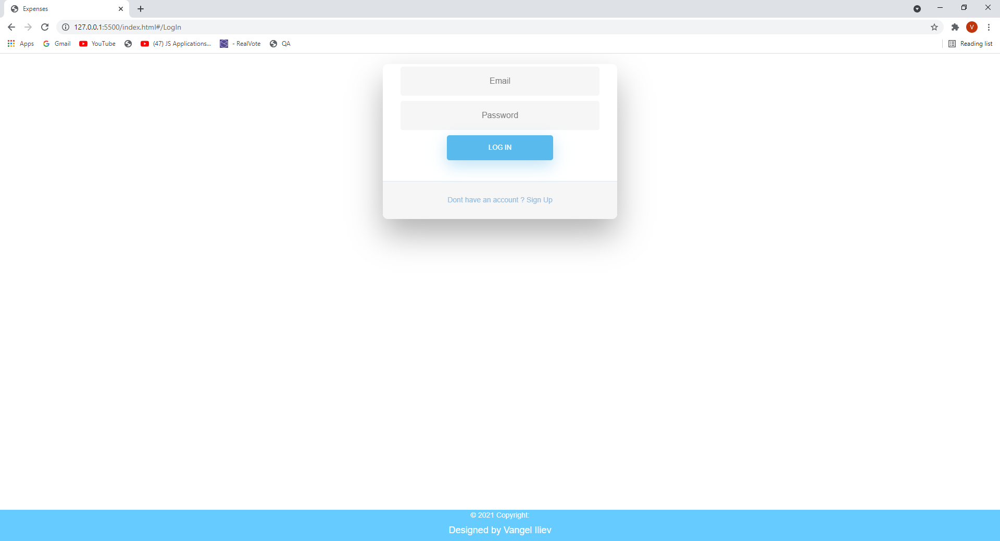 Expenses
127.0.0.1:5500/index.html#/LogIn
V
Apps Gmail YouTube (47) JS Applications... - RealVote QA Reading list
Email
Password
LOG IN
Dont have an account ? Sign Up
© 2021 Copyright:
Designed by Vangel Iliev